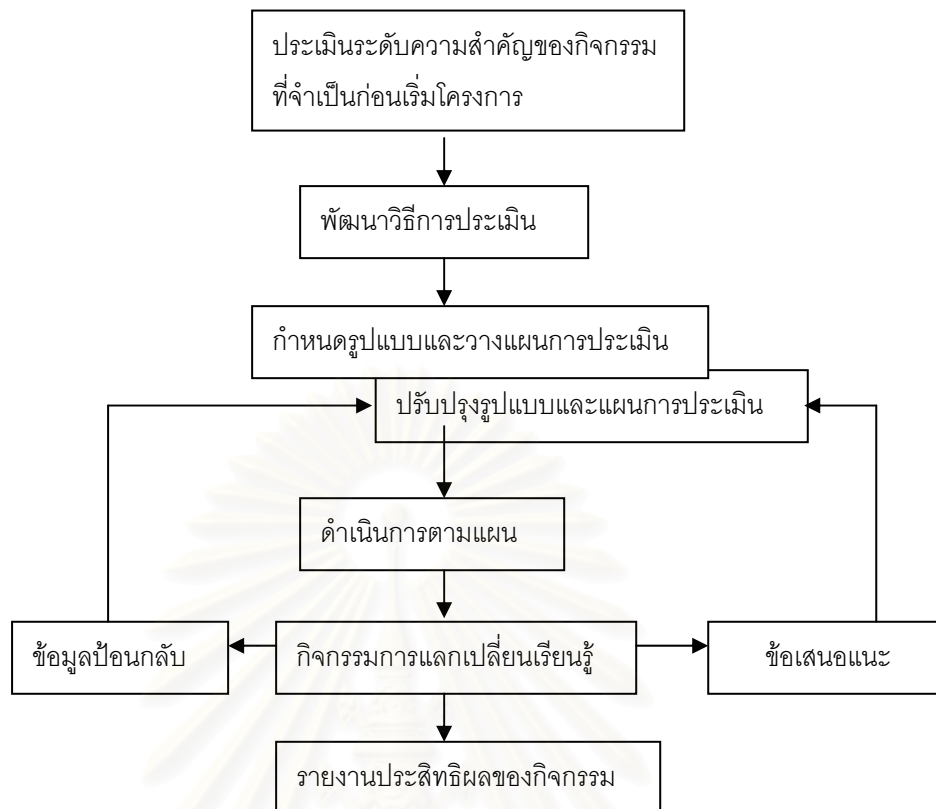 ประเมินระดับความสำคัญของกิจกรรม
ที่จำเป็นก่อนเริ่มโครงการ
พัฒนาวิธีการประเมิน
กำหนดรูปแบบและวางแผนการประเมิน
ปรับปรุงรูปแบบและแผนการประเมิน
ดำเนินการตามแผน
ข้อมูลป้อนกลับ
กิจกรรมการแลกเปลี่ยนเรียนรู้
ข้อเสนอแนะ
รายงานประสิทธิผลของกิจกรรม